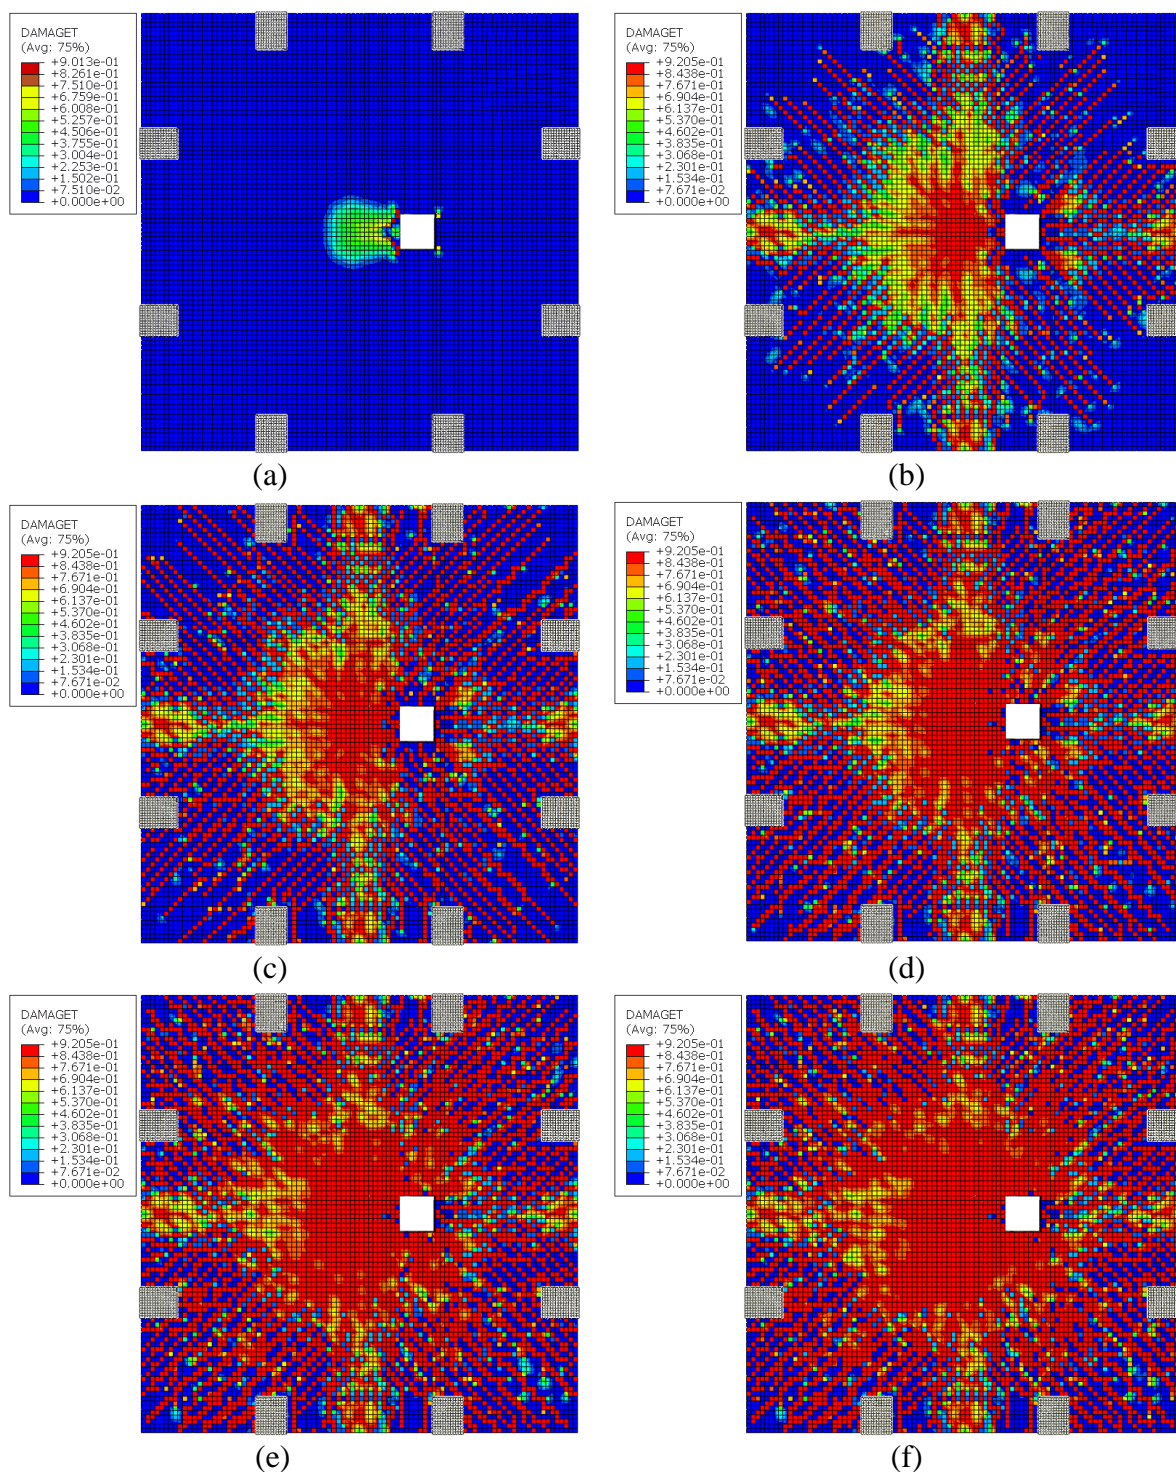 DAMAGET
(Avg: 75%)
+9.013e-01
+8.261e-01
+7.510e-01
+6.759e-01
+6.008e-01
+5.257e-01
+4.506e-01
+3.755e-01
+3.004e-01
+2.253e-01
+1.502e-01
+7.510e-02
+0.000e+00
(a)
DAMAGET
(Avg: 75%)
+9.205e-01
+8.438e-01
+7.671e-01
+6.904e-01
+6.137e-01
+5.370e-01
+4.602e-01
+3.835e-01
+3.068e-01
+2.301e-01
+1.534e-01
+7.671e-02
+0.000e+00
(b)
DAMAGET
(Avg: 75%)
+9.205e-01
+8.438e-01
+7.671e-01
+6.904e-01
+6.137e-01
+5.370e-01
+4.602e-01
+3.835e-01
+3.068e-01
+2.301e-01
+1.534e-01
+7.671e-02
+0.000e+00
(c)
DAMAGET
(Avg: 75%)
+9.205e-01
+8.438e-01
+7.671e-01
+6.904e-01
+6.137e-01
+5.370e-01
+4.602e-01
+3.835e-01
+3.068e-01
+2.301e-01
+1.534e-01
+7.671e-02
+0.000e+00
(d)
DAMAGET
(Avg: 75%)
+9.205e-01
+8.438e-01
+7.671e-01
+6.904e-01
+6.137e-01
+5.370e-01
+4.602e-01
+3.835e-01
+3.068e-01
+2.301e-01
+1.534e-01
+7.671e-02
+0.000e+00
(e)
DAMAGET
(Avg: 75%)
+9.205e-01
+8.438e-01
+7.671e-01
+6.904e-01
+6.137e-01
+5.370e-01
+4.602e-01
+3.835e-01
+3.068e-01
+2.301e-01
+1.534e-01
+7.671e-02
+0.000e+00
(f)